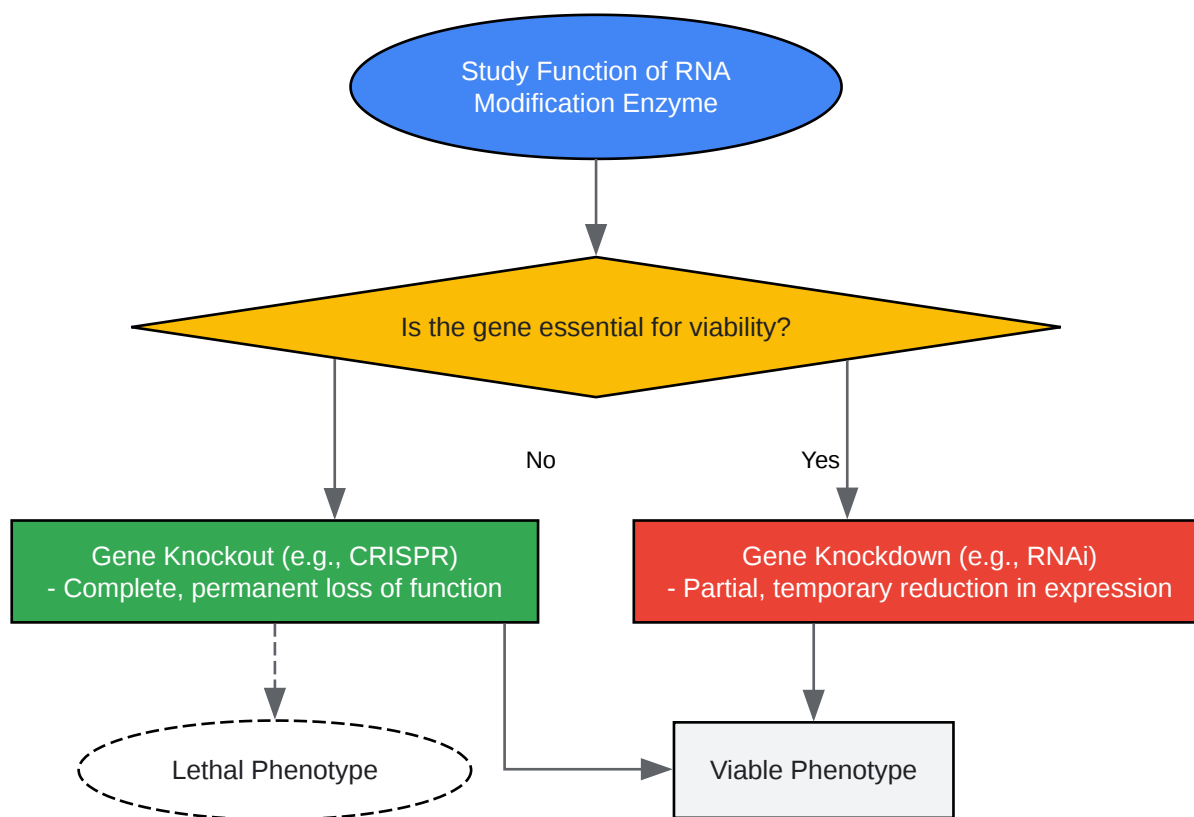 Study Function of RNA
Modification Enzyme
Is the gene essential for viability?
No
Yes
Gene Knockout (e.g., CRISPR)
- Complete, permanent loss of function
Gene Knockdown (e.g., RNAi)
- Partial, temporary reduction in expression
Lethal Phenotype
Viable Phenotype